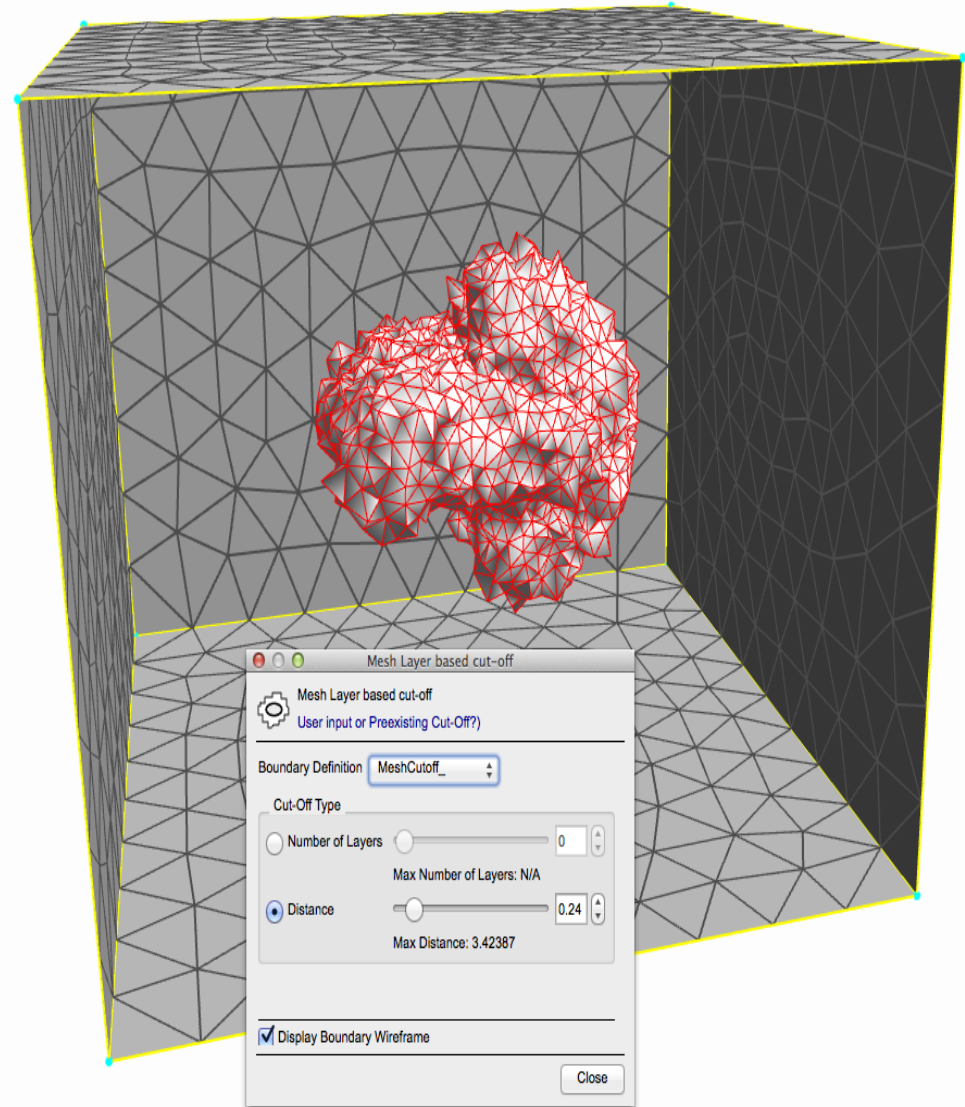 Mesh Layer based cut-off
Mesh Layer based cut-off
User input or Preexisting Cut-Off?)
Boundary Definition MeshCutoff_
Cut-Off Type
Number of Layers 0
Max Number of Layers: N/A
Distance 0.24
Max Distance: 3.42387
Display Boundary Wireframe
Close